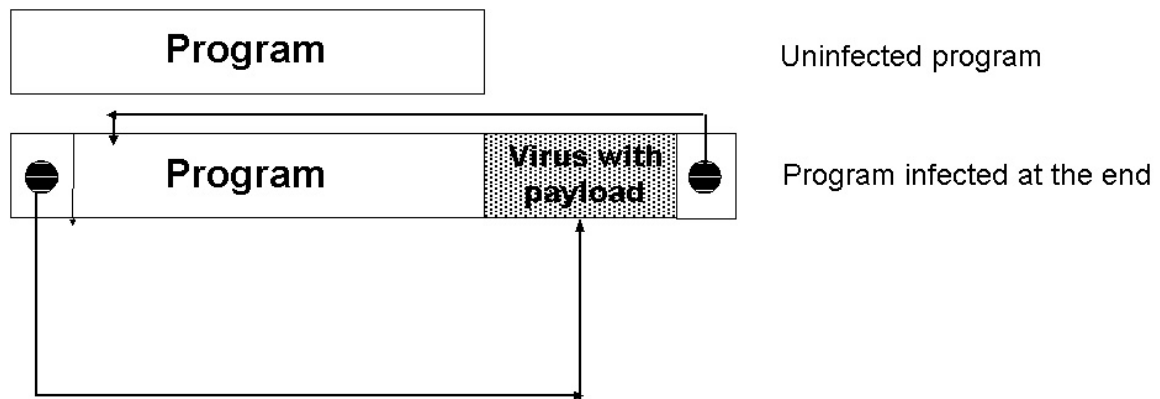 Program
Uninfected program
Program
Virus with
payload
Program infected at the end